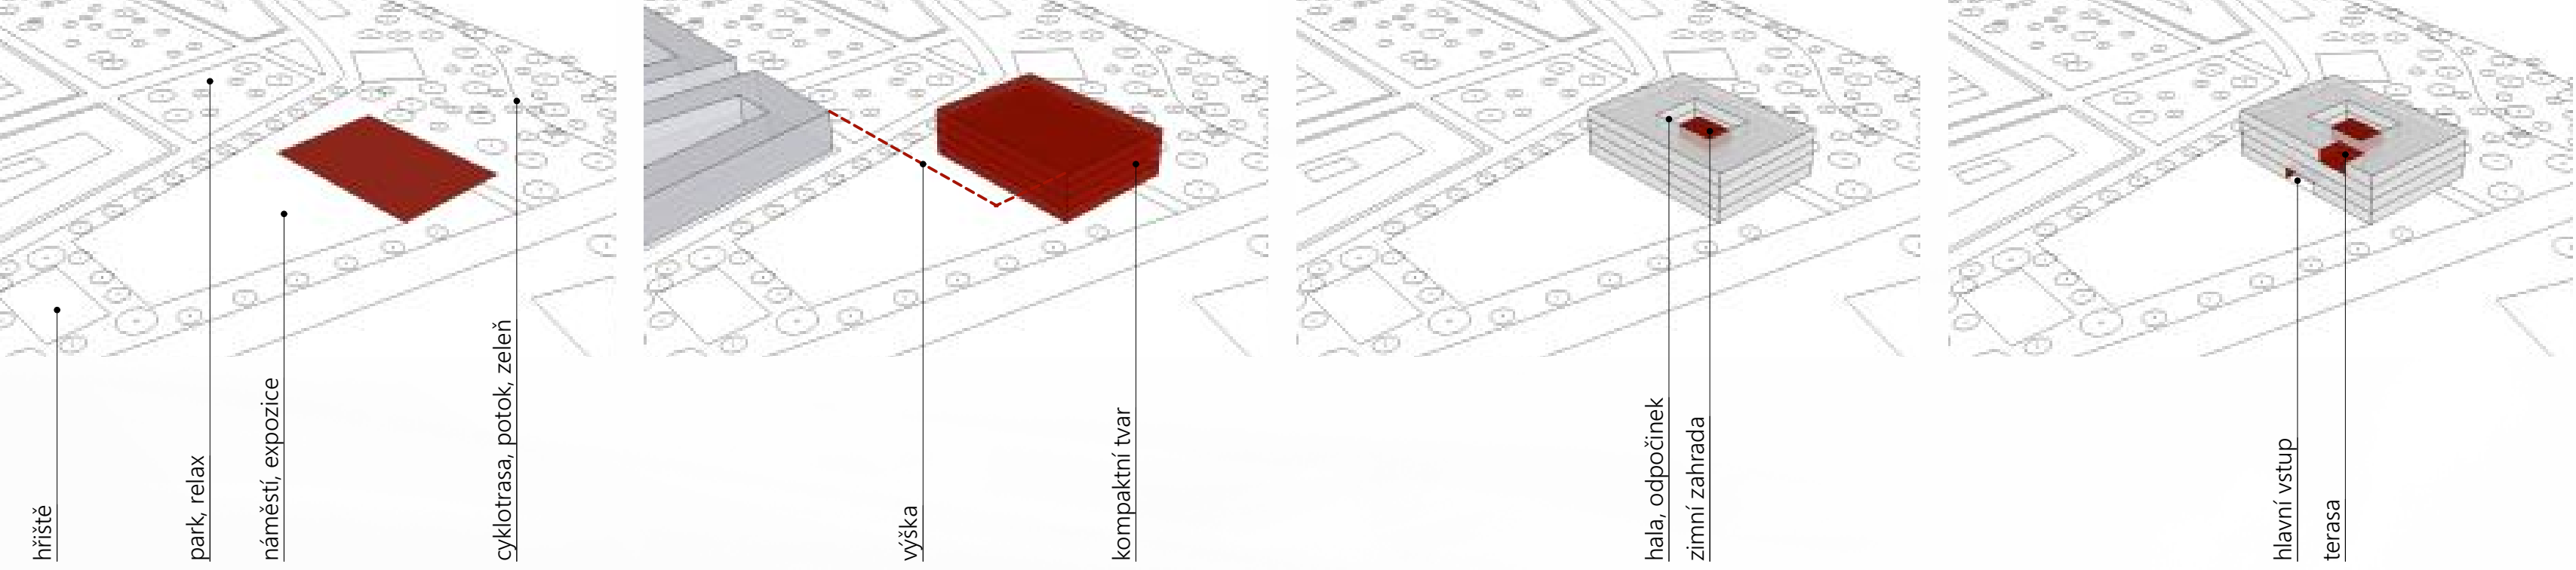 hřiště
park, relax
náměstí, expozice
cyklotrasa, potok, zeleň
výška
kompaktní tvar
hala, odpočinek
zimní zahrada
hlavní vstup
terasa